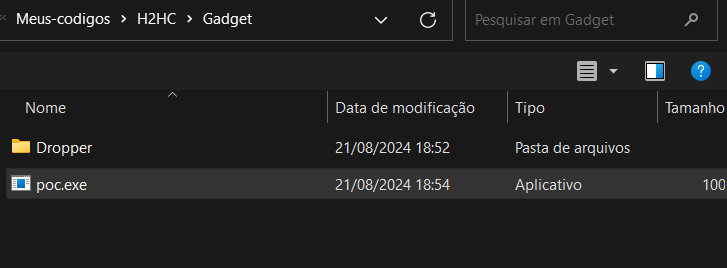 Meus-codigos > H2HC > Gadget
Pesquisar em Gadget
Nome Data de modificação Tipo Tamanho
Dropper 21/08/2024 18:52 Pasta de arquivos
poc.exe 21/08/2024 18:54 Aplicativo 100